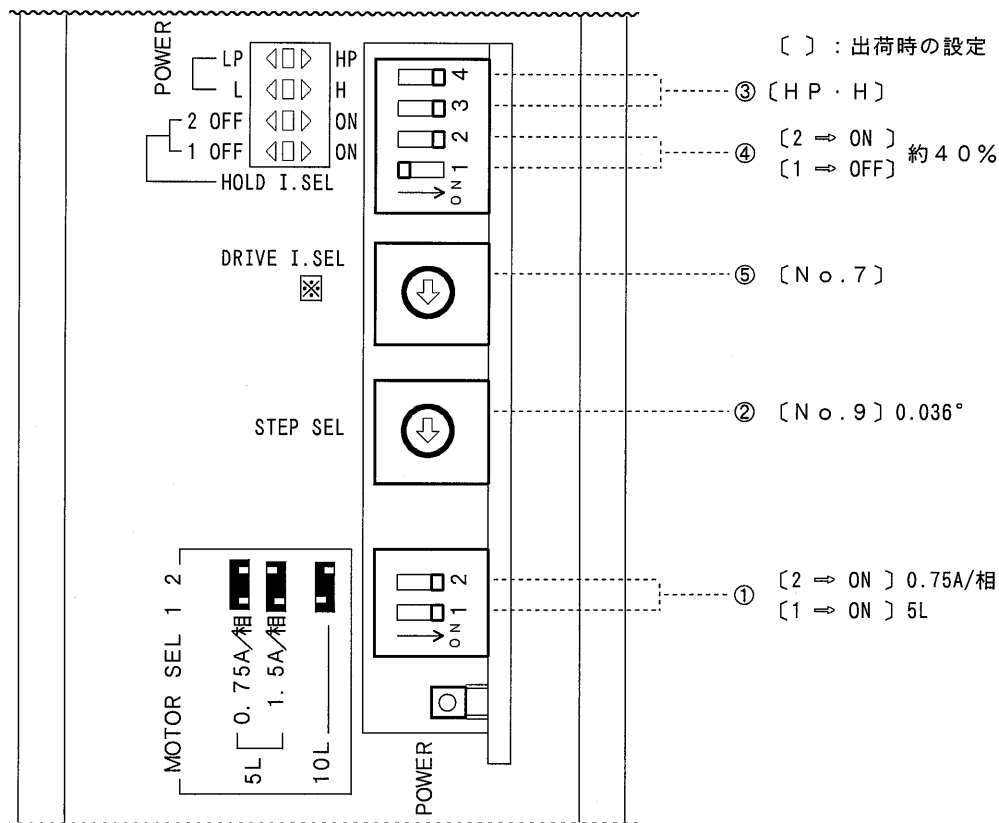 〔 〕：出荷時の設定
POWER
LP HP
L H
2 OFF ON
1 OFF ON
HOLD I.SEL
4
3
2
1
ON
③〔ＨＰ・Ｈ〕
④ 〔2 ⇒ ON 〕
〔1 ⇒ OFF〕
約４０％
DRIVE I.SEL
※
⑤ 〔Ｎｏ.７〕
STEP SEL
② 〔Ｎｏ.９〕0.036°
MOTOR SEL 1 2
0.75A/相
1.5A/相
5L
10L
2
1
ON
① 〔2 ⇒ ON 〕0.75A/相
〔1 ⇒ ON 〕5L
POWER